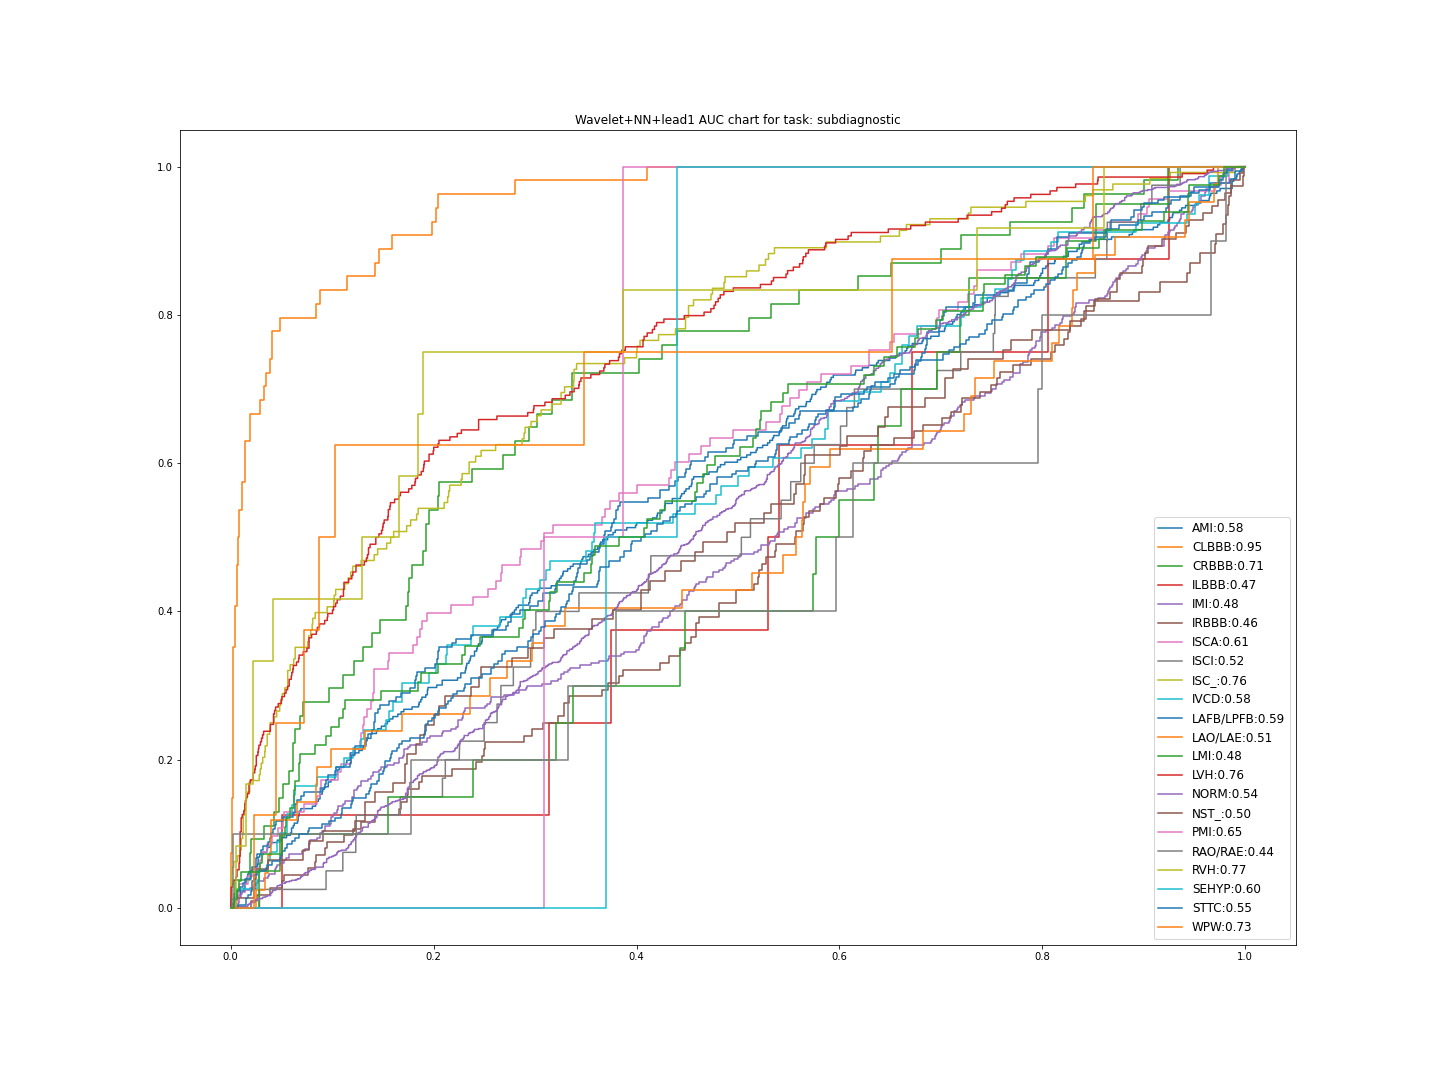 Wavelet+NN+lead1 AUC chart for task: subdiagnostic
1.0
0.8
0.6
0.4
0.2
0.0
0.0 0.2 0.4 0.6 0.8 1.0
AMI:0.58
CLBBB:0.95
CRBBB:0.71
ILBBB:0.47
IMI:0.48
IRBBB:0.46
ISCA:0.61
ISCI:0.52
ISC_:0.76
IVCD:0.58
LAFB/LPFB:0.59
LAO/LAE:0.51
LMI:0.48
LVH:0.76
NORM:0.54
NST_:0.50
PMI:0.65
RAO/RAE:0.44
RVH:0.77
SEHYP:0.60
STTC:0.55
WPW:0.73